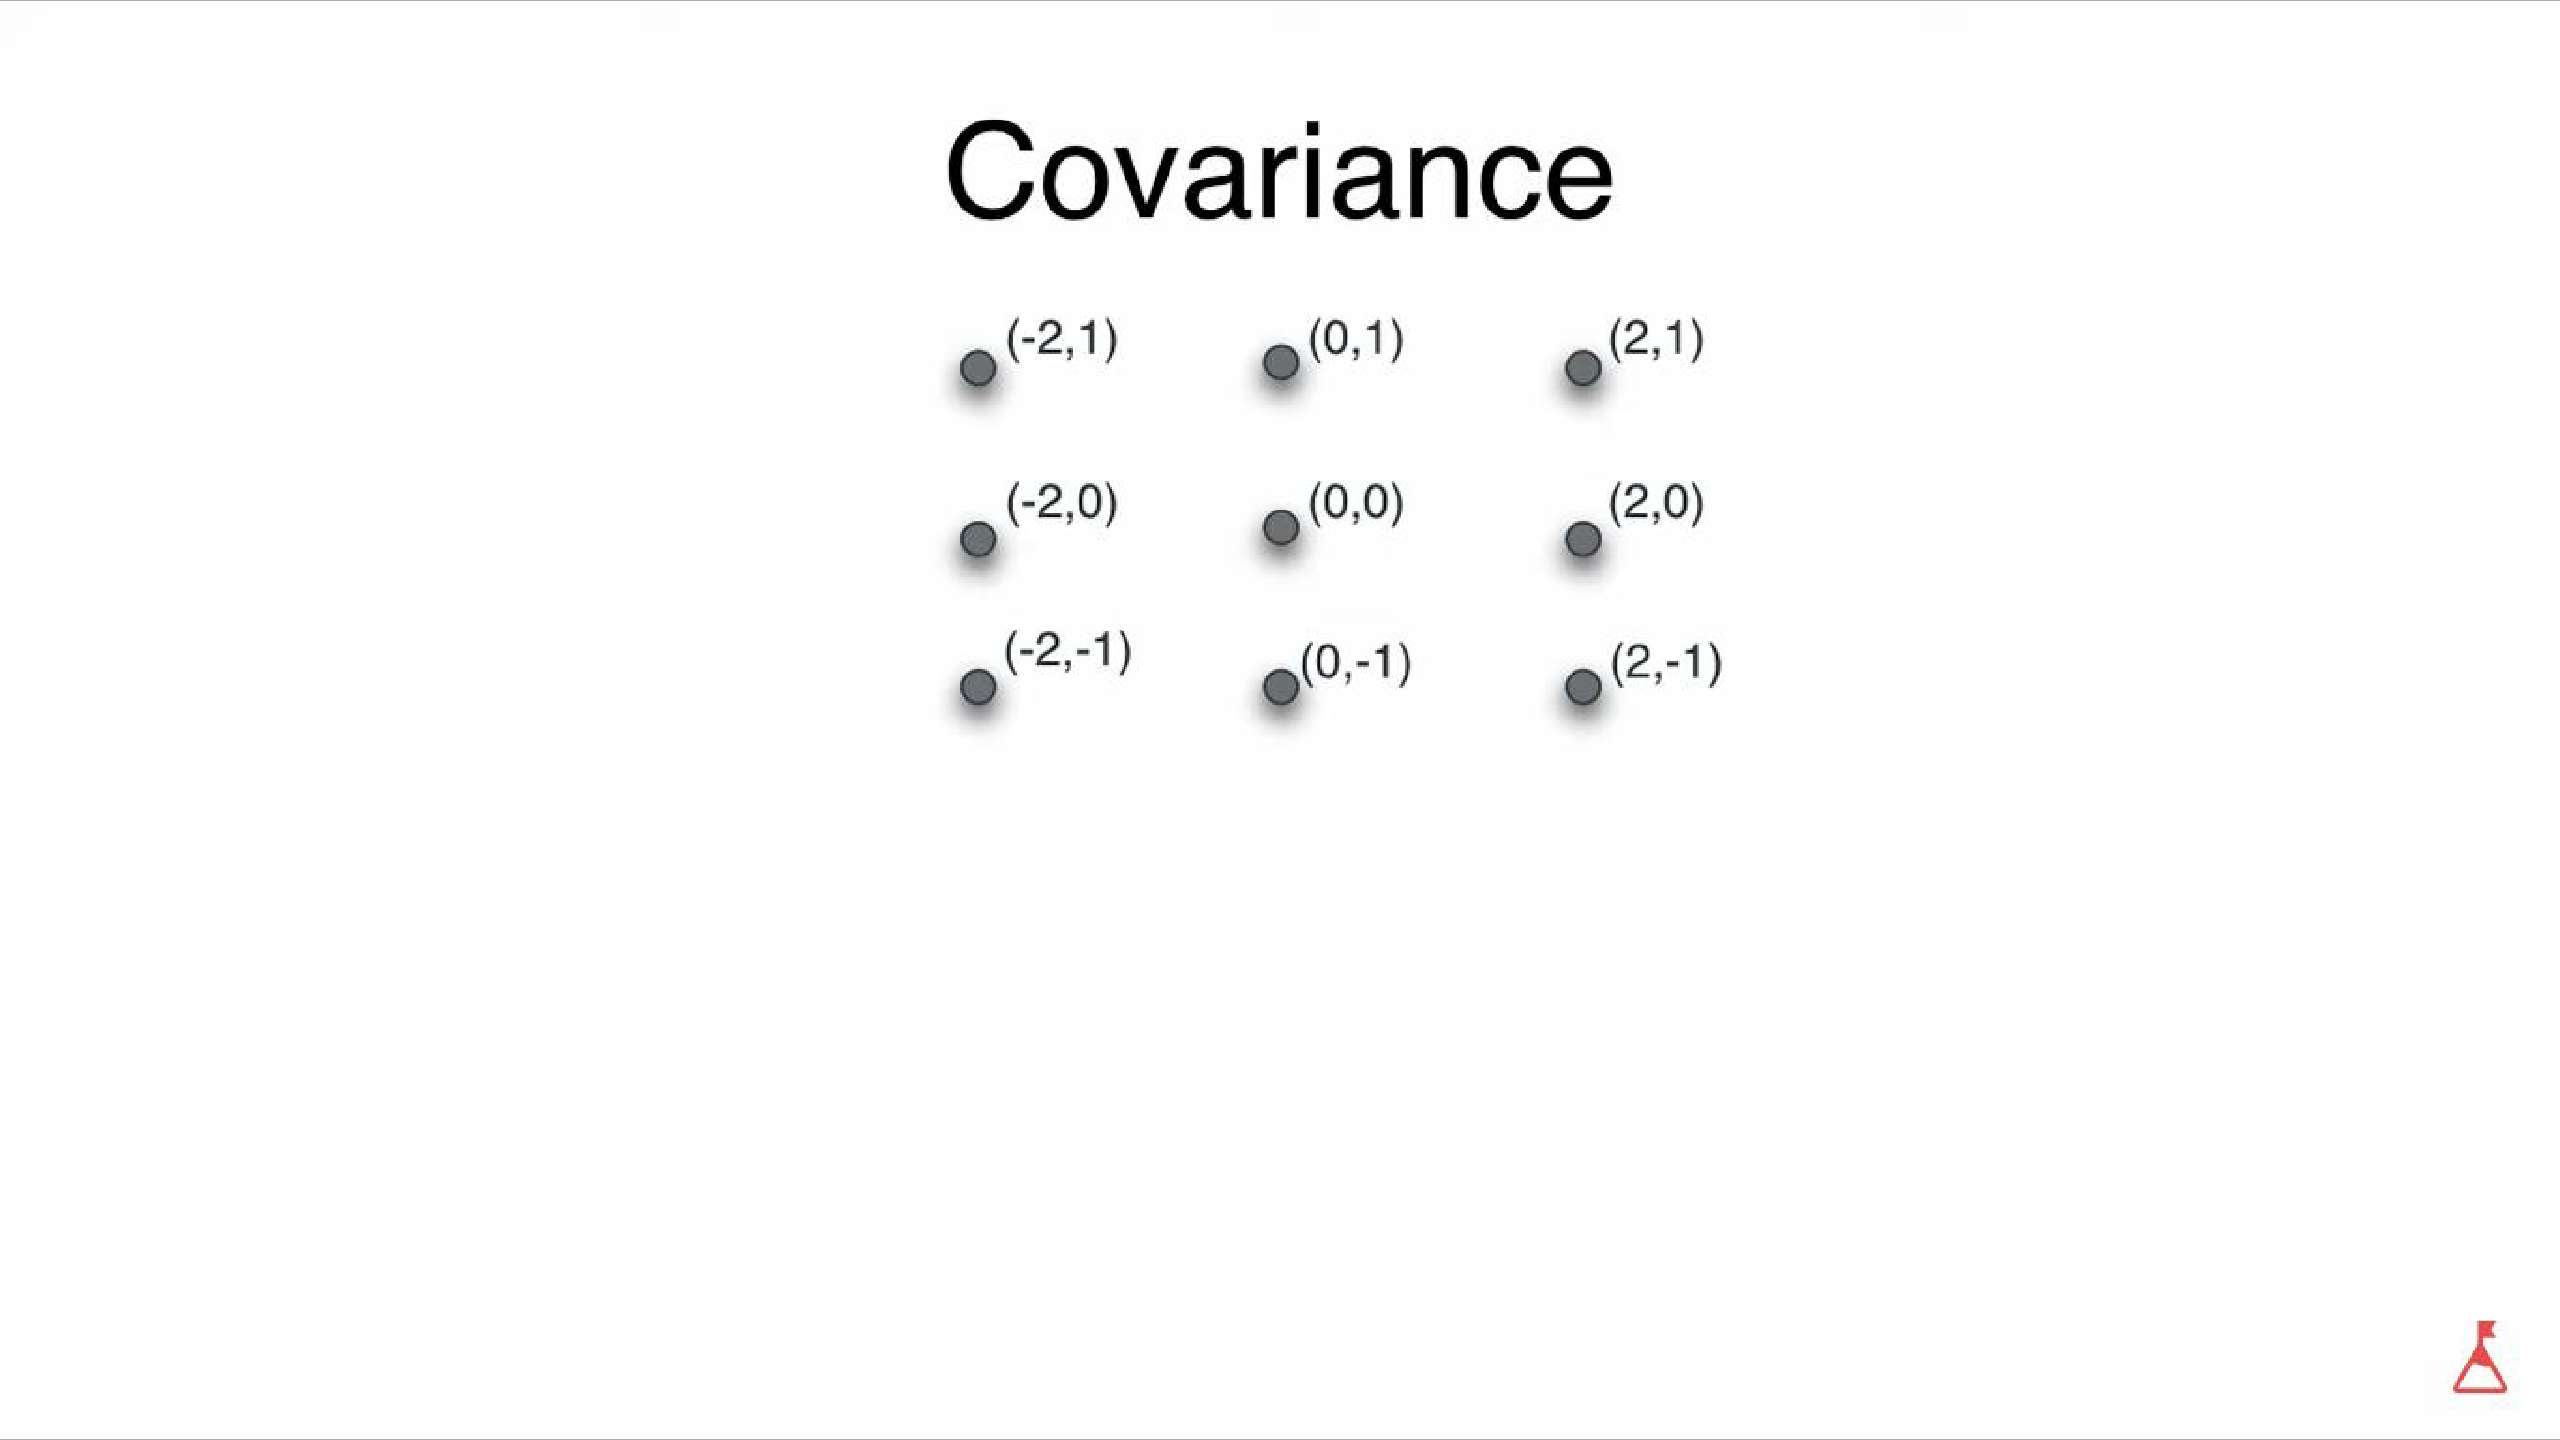 Covariance
(-2,1) (0,1) (2,1)
(-2,0) (0,0) (2,0)
(-2,-1) (0,-1) (2,-1)